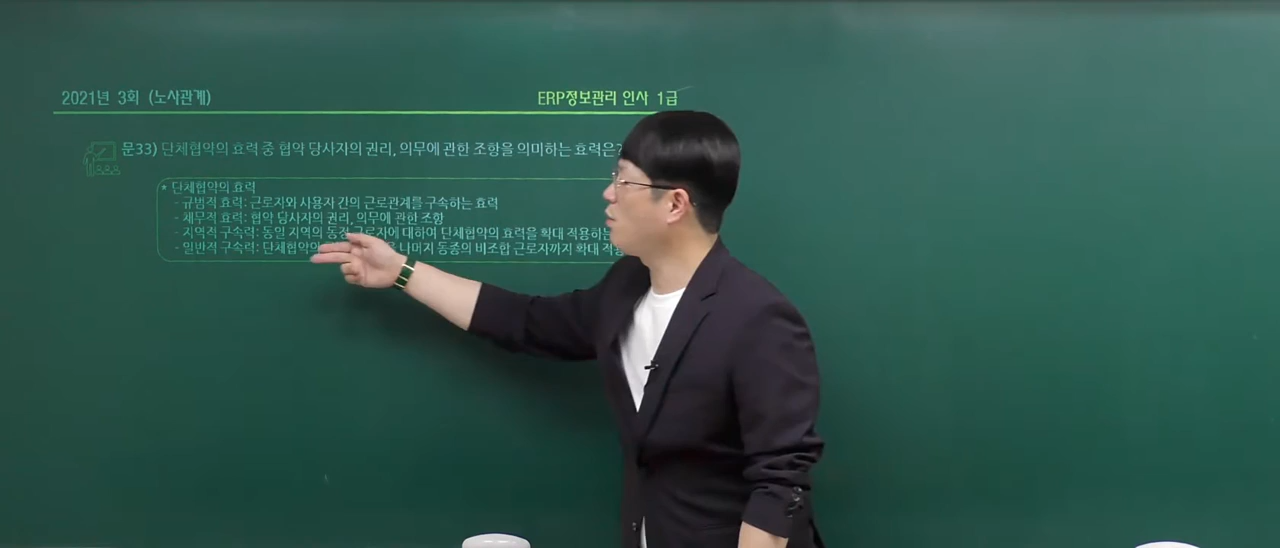 2021년 3회 (노사관계)
ERP정보관리 인사 1급
문33) 단체협약의 효력 중 협약 당사자의 권리, 의무에 관한 조항을 의미하는 효력은?
* 단체협약의 효력
- 규범적 효력: 근로자와 사용자 간의 근로관계를 구속하는 효력
- 채무적 효력: 협약 당사자의 권리, 의무에 관한 조항
- 지역적 구속력: 동일 지역의 동종 근로자에 대하여 단체협약의 효력을 확대 적용하는
- 일반적 구속력: 단체협약의 나머지 동종의 비조합 근로자까지 확대